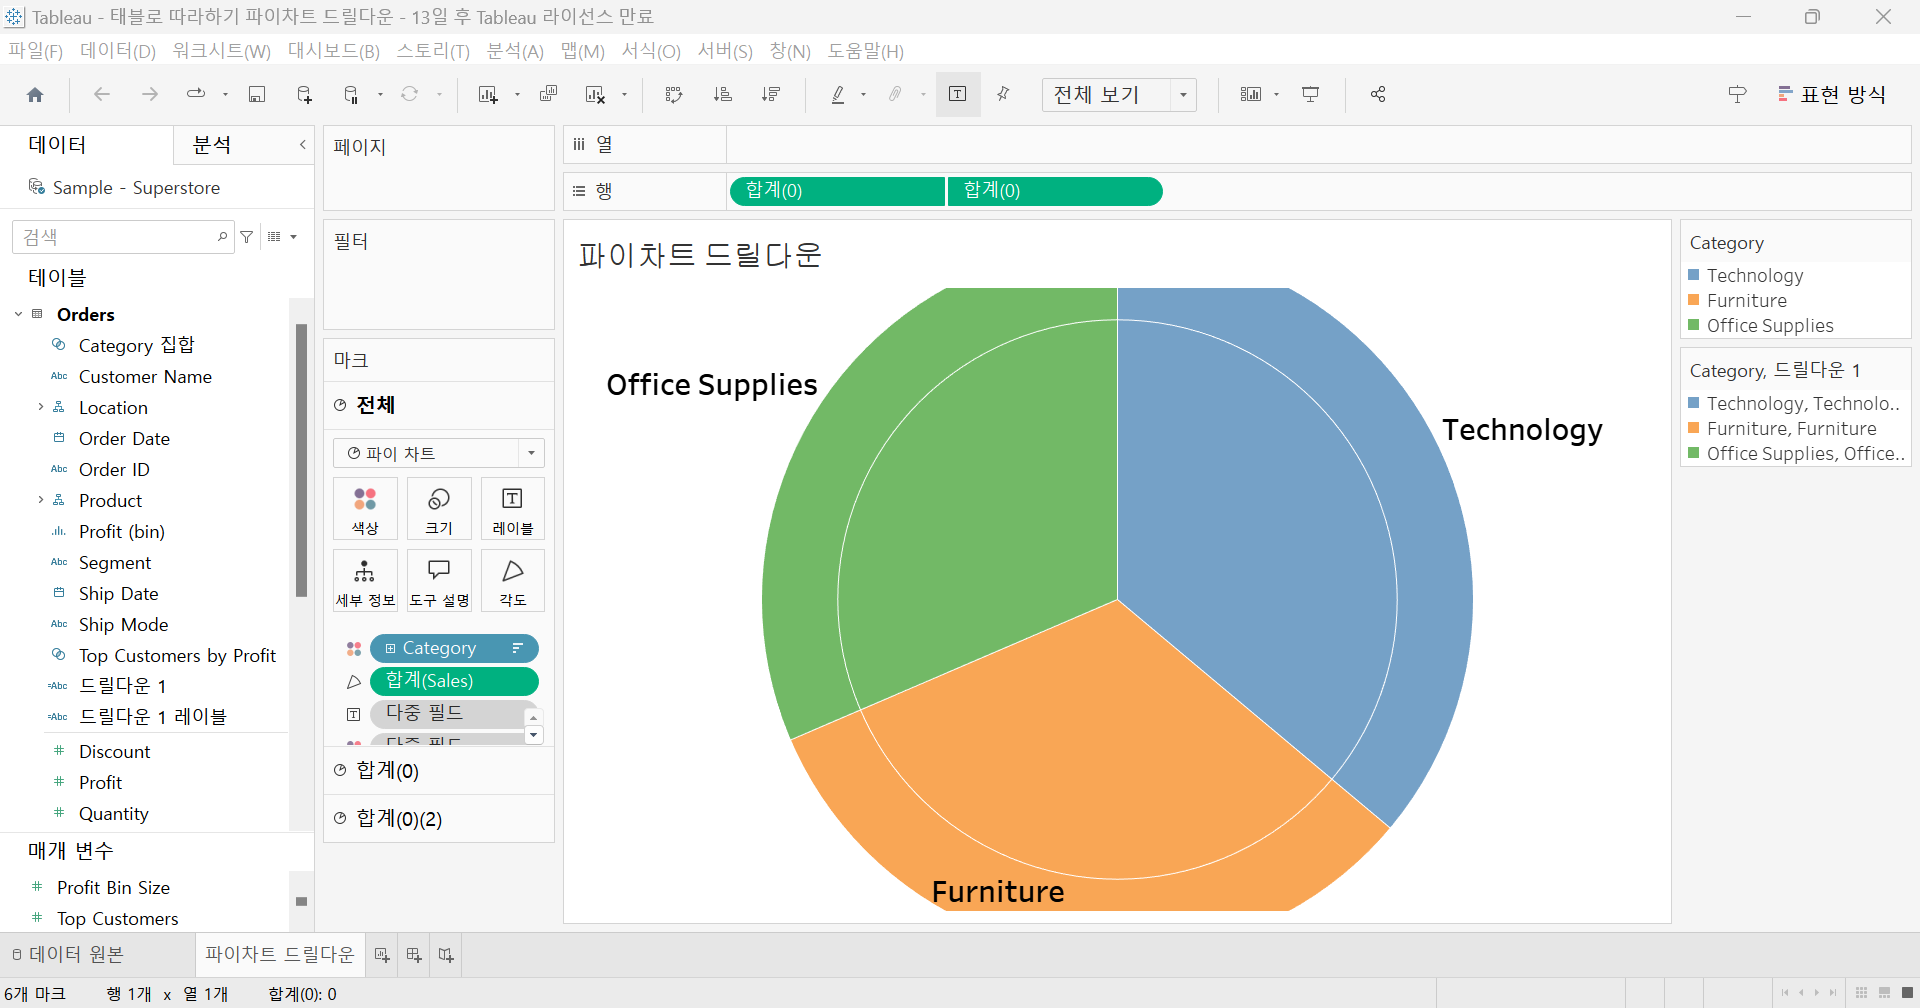 Tableau - 태블로 따라하기 파이차트 드릴다운 - 13일 후 Tableau 라이선스 만료
파일(F) 데이터(D) 워크시트(W) 대시보드(B) 스토리(T) 분석(A) 맵(M) 서식(O) 서버(S) 창(N) 도움말(H)
전체 보기
표현 방식
데이터 분석
Sample - Superstore
검색
테이블
Orders
Category 집합
Abc Customer Name
Location
Order Date
Abc Order ID
Product
Profit (bin)
Abc Segment
Ship Date
Abc Ship Mode
Top Customers by Profit
=Abc 드릴다운 1
=Abc 드릴다운 1 레이블
# Discount
# Profit
# Quantity
매개 변수
# Profit Bin Size
# Top Customers
페이지
필터
마크
전체
파이 차트
색상 크기 레이블
세부 정보 도구 설명 각도
Category
합계(Sales)
다중 필드
다중 필드
합계(0)
합계(0)(2)
열
행 합계(0) 합계(0)
파이차트 드릴다운
Office Supplies
Technology
Furniture
Category
Technology
Furniture
Office Supplies
Category, 드릴다운 1
Technology, Technolo..
Furniture, Furniture
Office Supplies, Office..
데이터 원본 파이차트 드릴다운
6개 마크 행 1개 x 열 1개 합계(0): 0